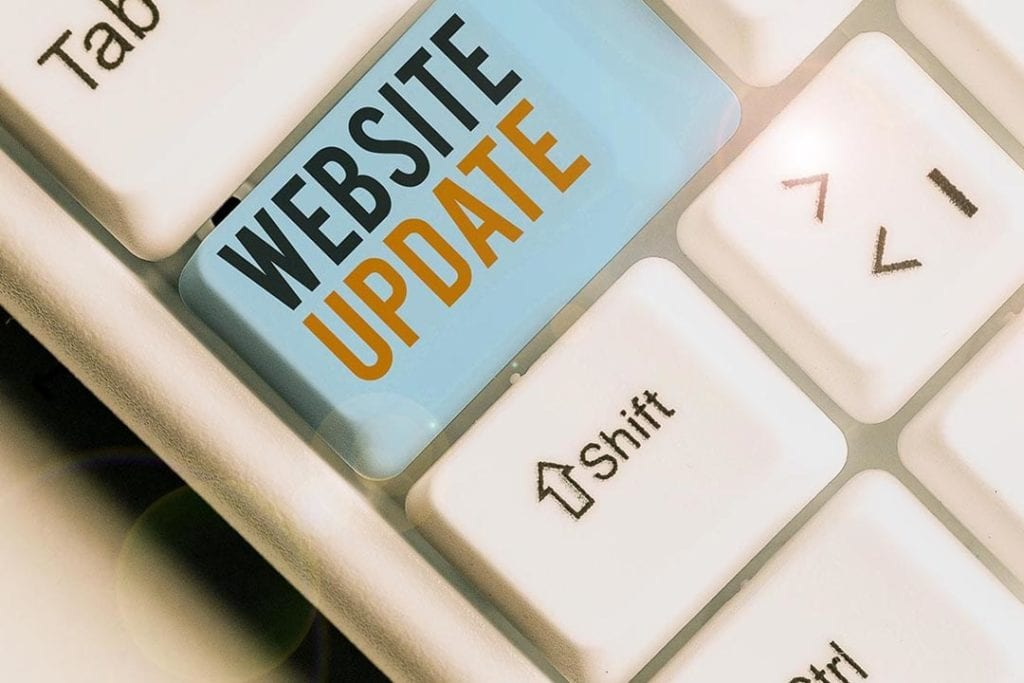 Tab
WEBSITE
UPDATE
> |
<
⇧Shift